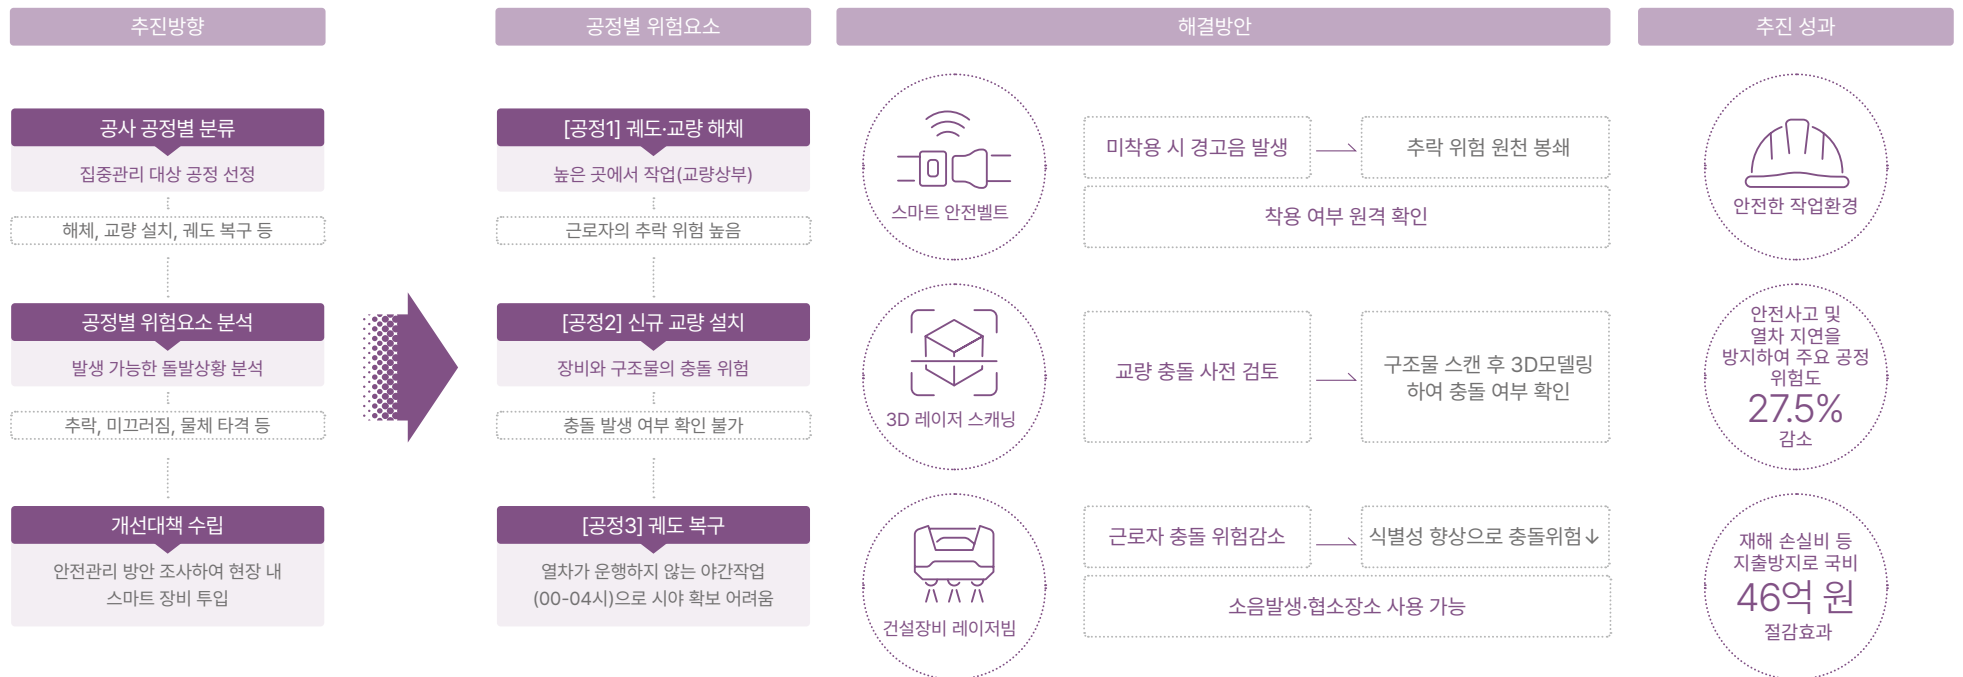 추진방향
공사 공정별 분류
집중관리 대상 공정 선정
해체, 교량 설치, 궤도 복구 등
공정별 위험요소 분석
발생 가능한 돌발상황 분석
추락, 미끄러짐, 물체 타격 등
개선대책 수립
안전관리 방안 조사하여 현장 내
스마트 장비 투입
공정별 위험요소
[공정1] 궤도·교량 해체
높은 곳에서 작업(교량상부)
근로자의 추락 위험 높음
[공정2] 신규 교량 설치
장비와 구조물의 충돌 위험
충돌 발생 여부 확인 불가
[공정3] 궤도 복구
열차가 운행하지 않는 야간작업
(00-04시)으로 시야 확보 어려움
해결방안
스마트 안전벨트
미착용 시 경고음 발생
추락 위험 원천 봉쇄
착용 여부 원격 확인
3D 레이저 스캐닝
교량 충돌 사전 검토
구조물 스캔 후 3D모델링
하여 충돌 여부 확인
건설장비 레이저빔
근로자 충돌 위험감소
식별성 향상으로 충돌위험↓
소음발생·협소장소 사용 가능
추진 성과
안전한 작업환경
안전사고 및
열차 지연을
방지하여 주요 공정
위험도
27.5%
감소
재해 손실비 등
지출방지로 국비
46억 원
절감효과